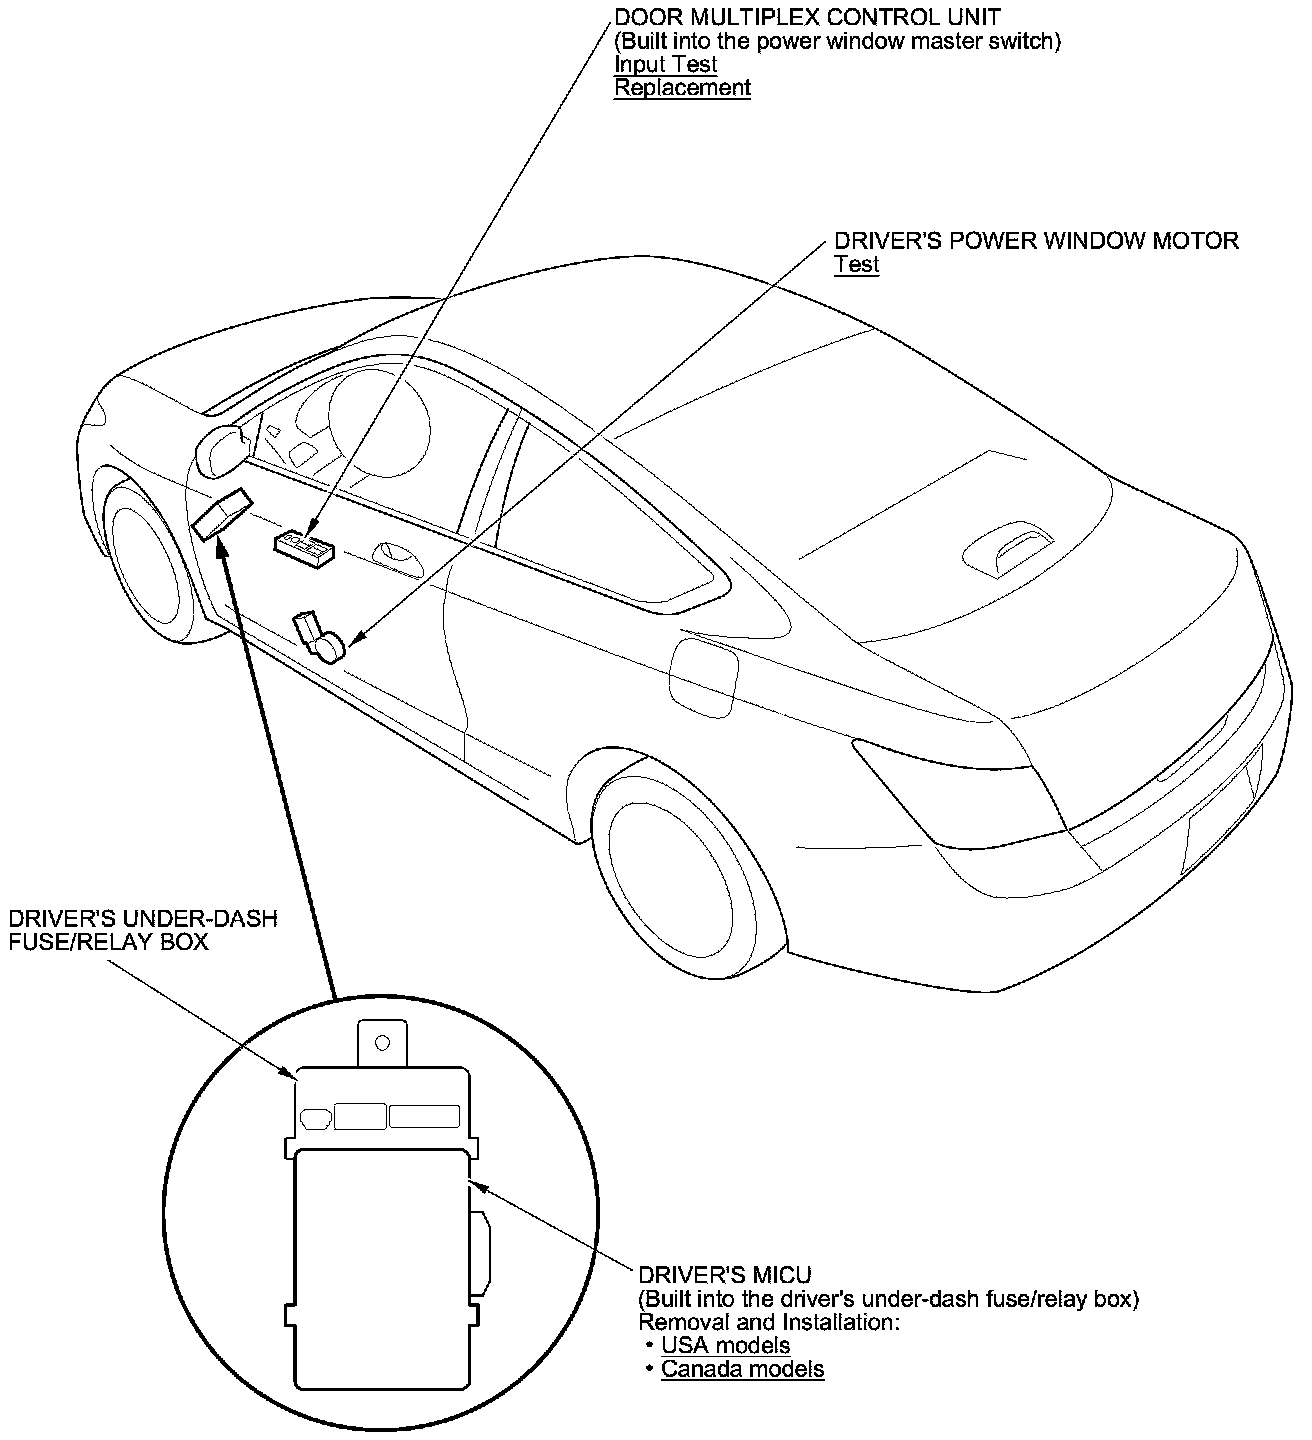 DOOR MULTIPLEX CONTROL UNIT
(Built into the power window master switch)
Input Test
Replacement
DRIVER'S POWER WINDOW MOTOR
Test
DRIVER'S UNDER-DASH
FUSE/RELAY BOX
DRIVER'S MICU
(Built into the driver's under-dash fuse/relay box)
Removal and Installation:
• USA models
• Canada models